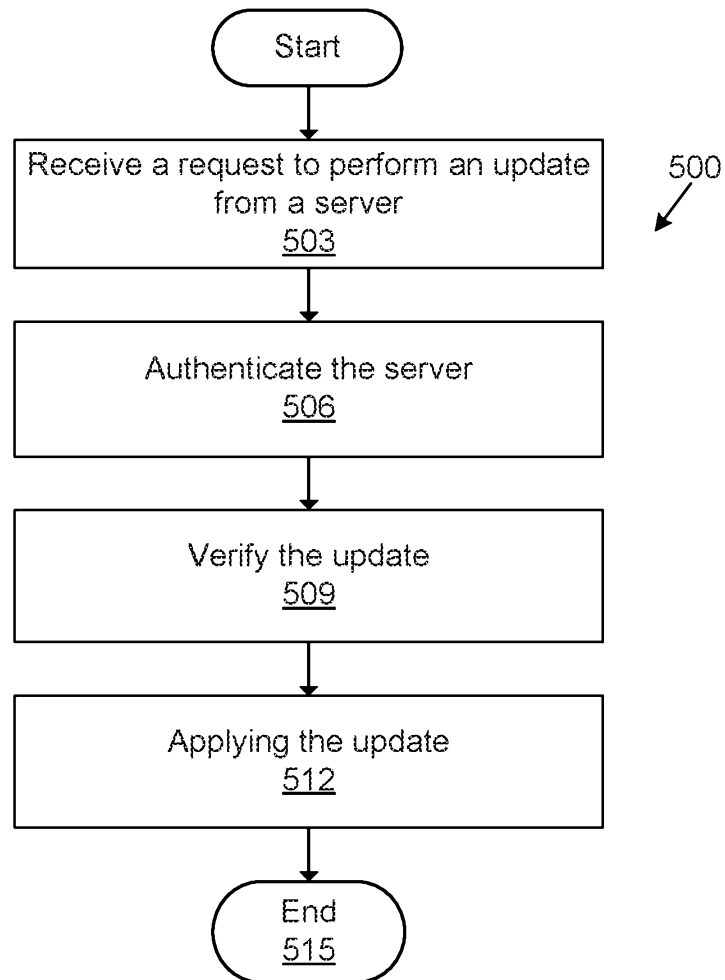 Start
Receive a request to perform an update
from a server
503
500
Authenticate the server
506
Verify the update
509
Applying the update
512
End
515